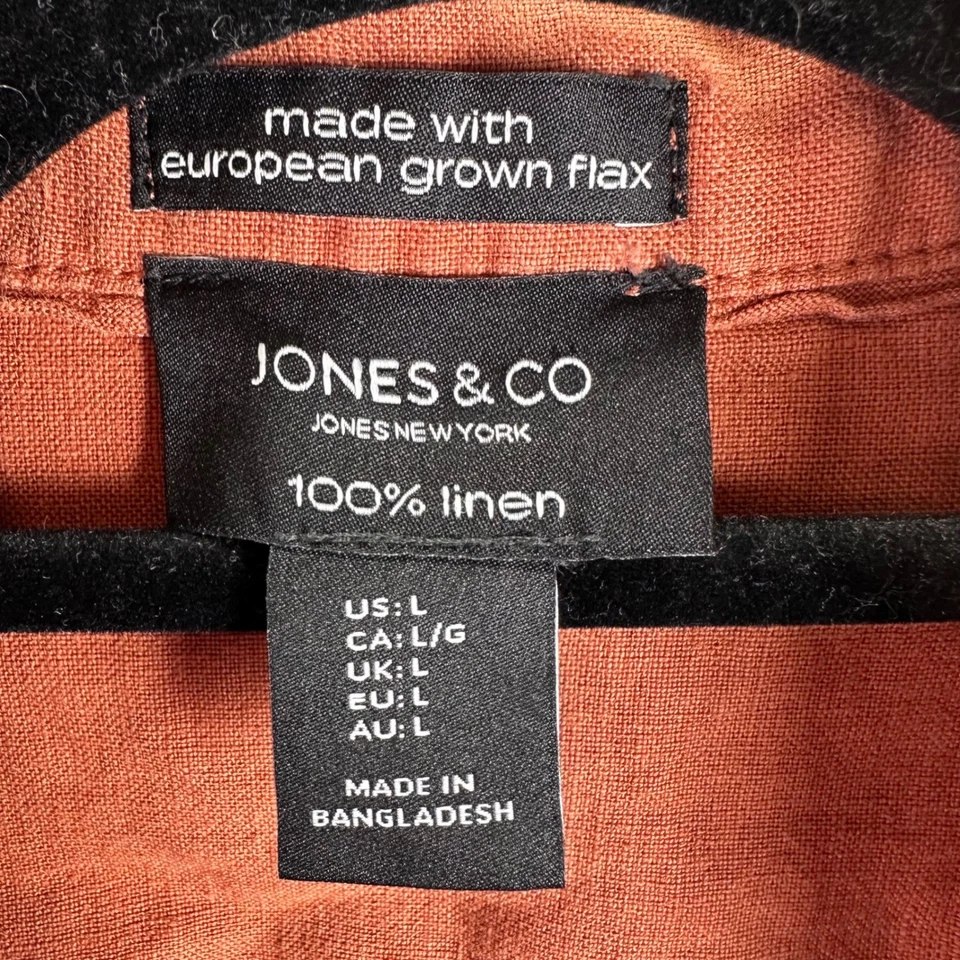 made with
european grown flax
JONES & CO
JONES NEW YORK
100% linen
US: L
CA: L/G
UK: L
EU: L
AU: L
MADE IN
BANGLADESH